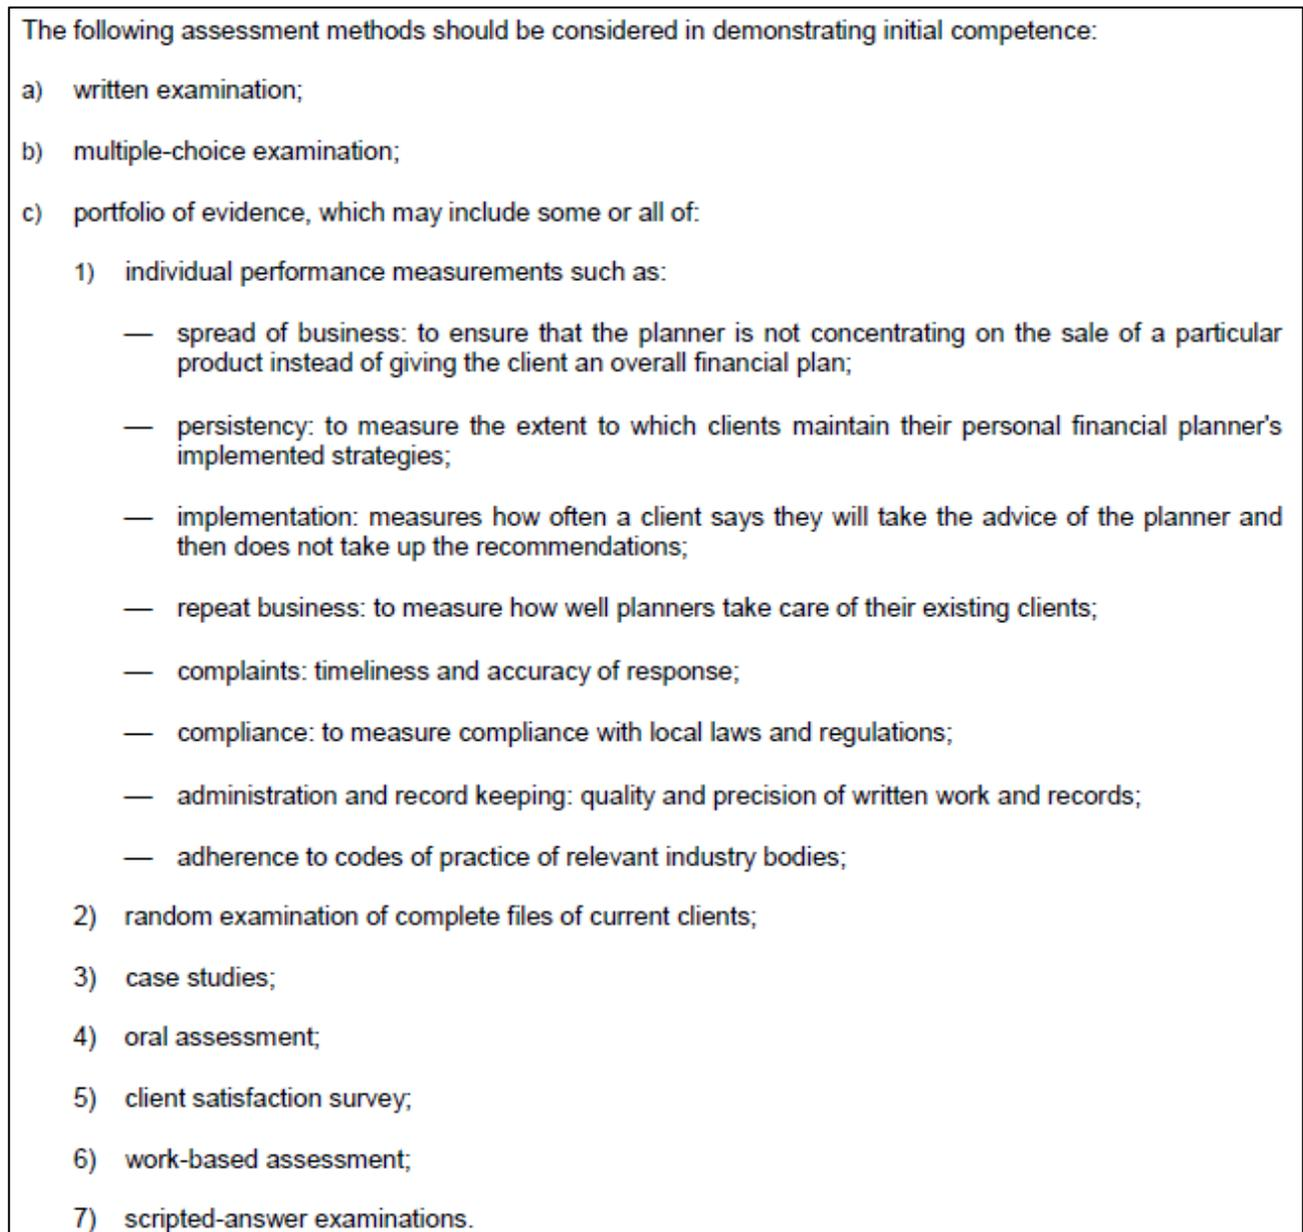 The following assessment methods should be considered in demonstrating initial competence:
a) written examination;
b) multiple-choice examination;
c) portfolio of evidence, which may include some or all of:
1) individual performance measurements such as:
— spread of business: to ensure that the planner is not concentrating on the sale of a particular
product instead of giving the client an overall financial plan;
— persistency: to measure the extent to which clients maintain their personal financial planner's
implemented strategies;
— implementation: measures how often a client says they will take the advice of the planner and
then does not take up the recommendations;
— repeat business: to measure how well planners take care of their existing clients;
— complaints: timeliness and accuracy of response;
— compliance: to measure compliance with local laws and regulations;
— administration and record keeping: quality and precision of written work and records;
— adherence to codes of practice of relevant industry bodies;
2) random examination of complete files of current clients;
3) case studies;
4) oral assessment;
5) client satisfaction survey;
6) work-based assessment;
7) scripted-answer examinations.